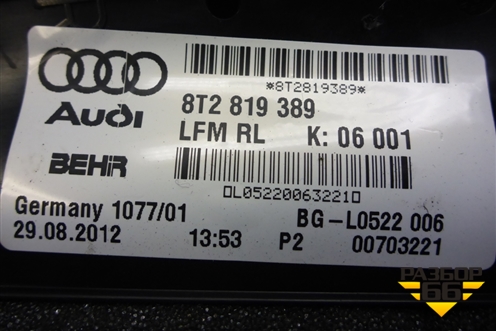 *8T2819389*
Audi
8T2 819 389
LFM RL K: 06 001
BEHR
L05220063221
Germany 1077/01
BG-L0522 006
29.08.2012 13:53 P2 00703221
РАЗБОР
66